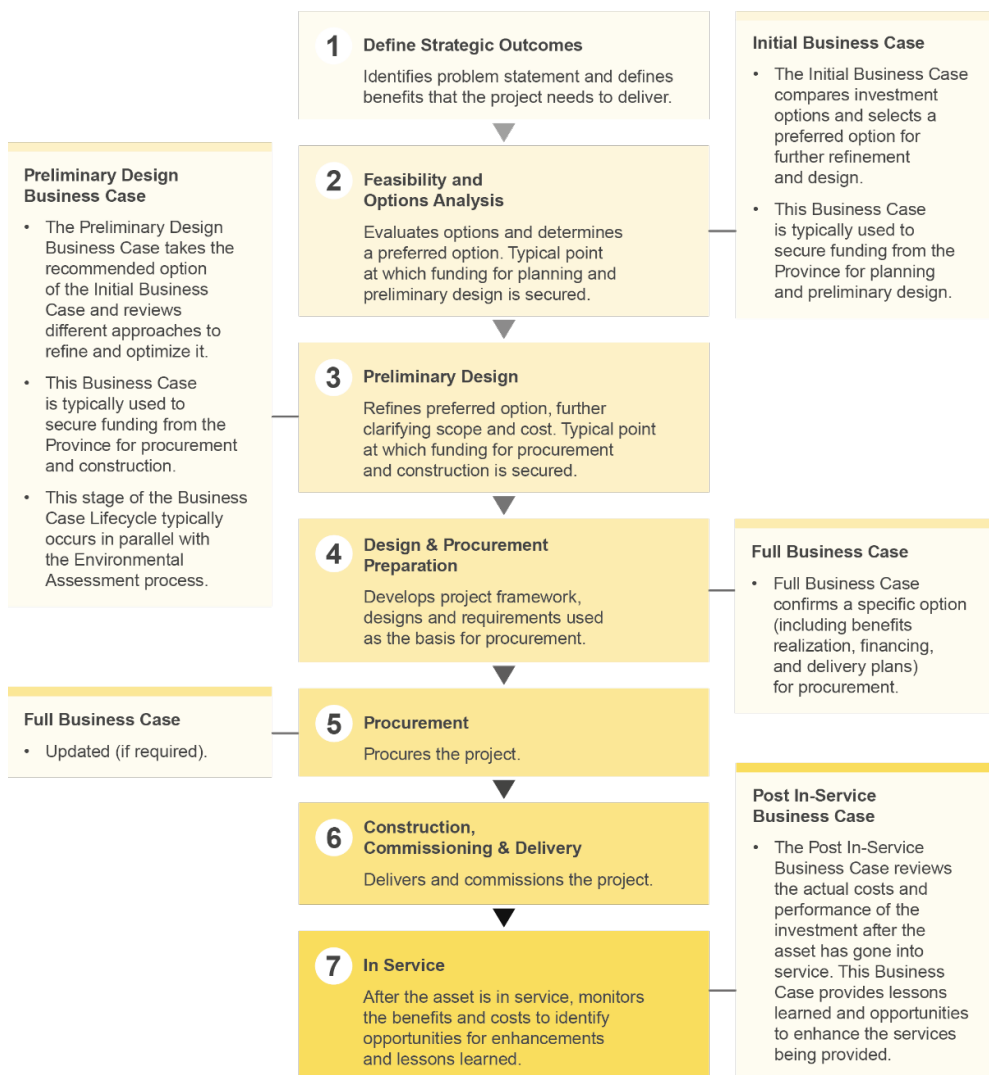 1
Define Strategic Outcomes
Identifies problem statement and defines
benefits that the project needs to deliver.
Initial Business Case
• The Initial Business Case
compares investment
options and selects a
preferred option for
further refinement
and design.
• This Business Case
is typically used to
secure funding from the
Province for planning
and preliminary design.
2
Feasibility and
Options Analysis
Evaluates options and determines
a preferred option. Typical point
at which funding for planning and
preliminary design is secured.
Preliminary Design
Business Case
• The Preliminary Design
Business Case takes the
recommended option
of the Initial Business
Case and reviews
different approaches to
refine and optimize it.
• This Business Case
is typically used to
secure funding from the
Province for procurement
and construction.
• This stage of the Business
Case Lifecycle typically
occurs in parallel with
the Environmental
Assessment process.
3
Preliminary Design
Refines preferred option, further
clarifying scope and cost. Typical point
at which funding for procurement
and construction is secured.
4
Design & Procurement
Preparation
Develops project framework,
designs and requirements used
as the basis for procurement.
Full Business Case
• Full Business Case
confirms a specific option
(including benefits
realization, financing,
and delivery plans)
for procurement.
Full Business Case
• Updated (if required).
5
Procurement
Procures the project.
6
Construction,
Commissioning & Delivery
Delivers and commissions the project.
Post In-Service
Business Case
• The Post In-Service
Business Case reviews
the actual costs and
performance of the
investment after the
asset has gone into
service. This Business
Case provides lessons
learned and opportunities
to enhance the services
being provided.
7
In Service
After the asset is in service, monitors
the benefits and costs to identify
opportunities for enhancements
and lessons learned.